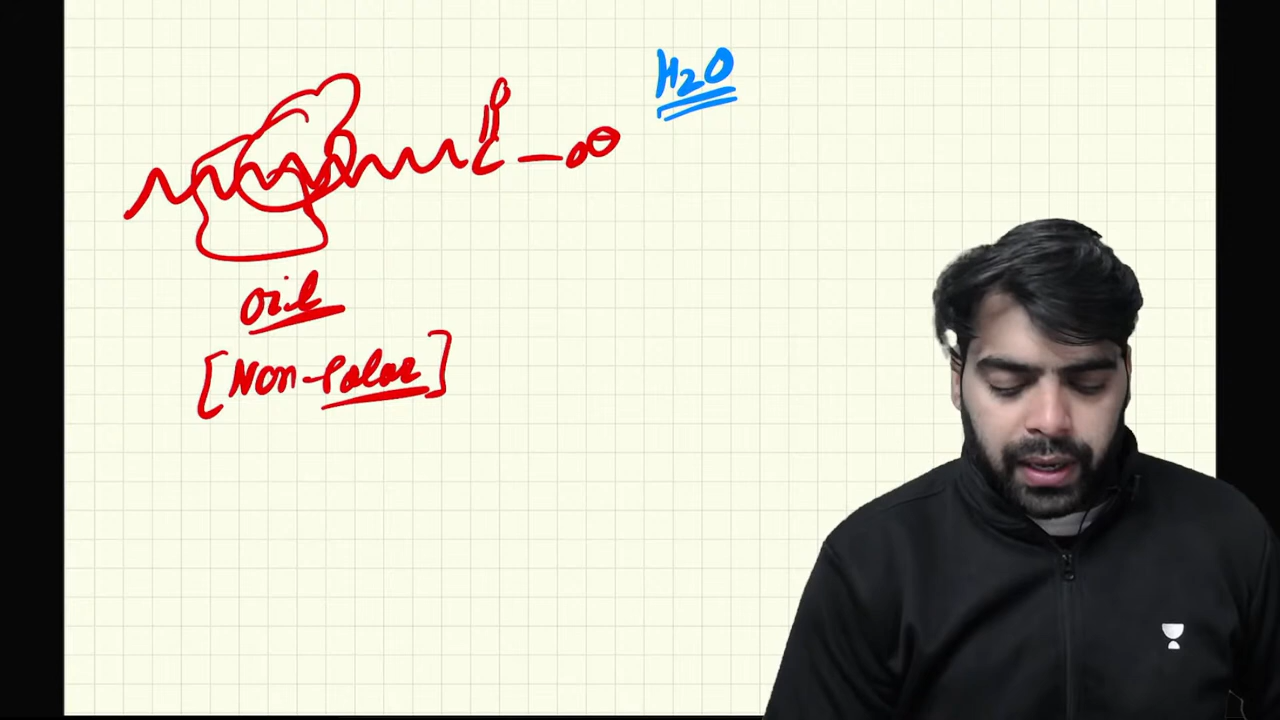 H2O
O
||
C — O⊖
oil
[Non-Polar]